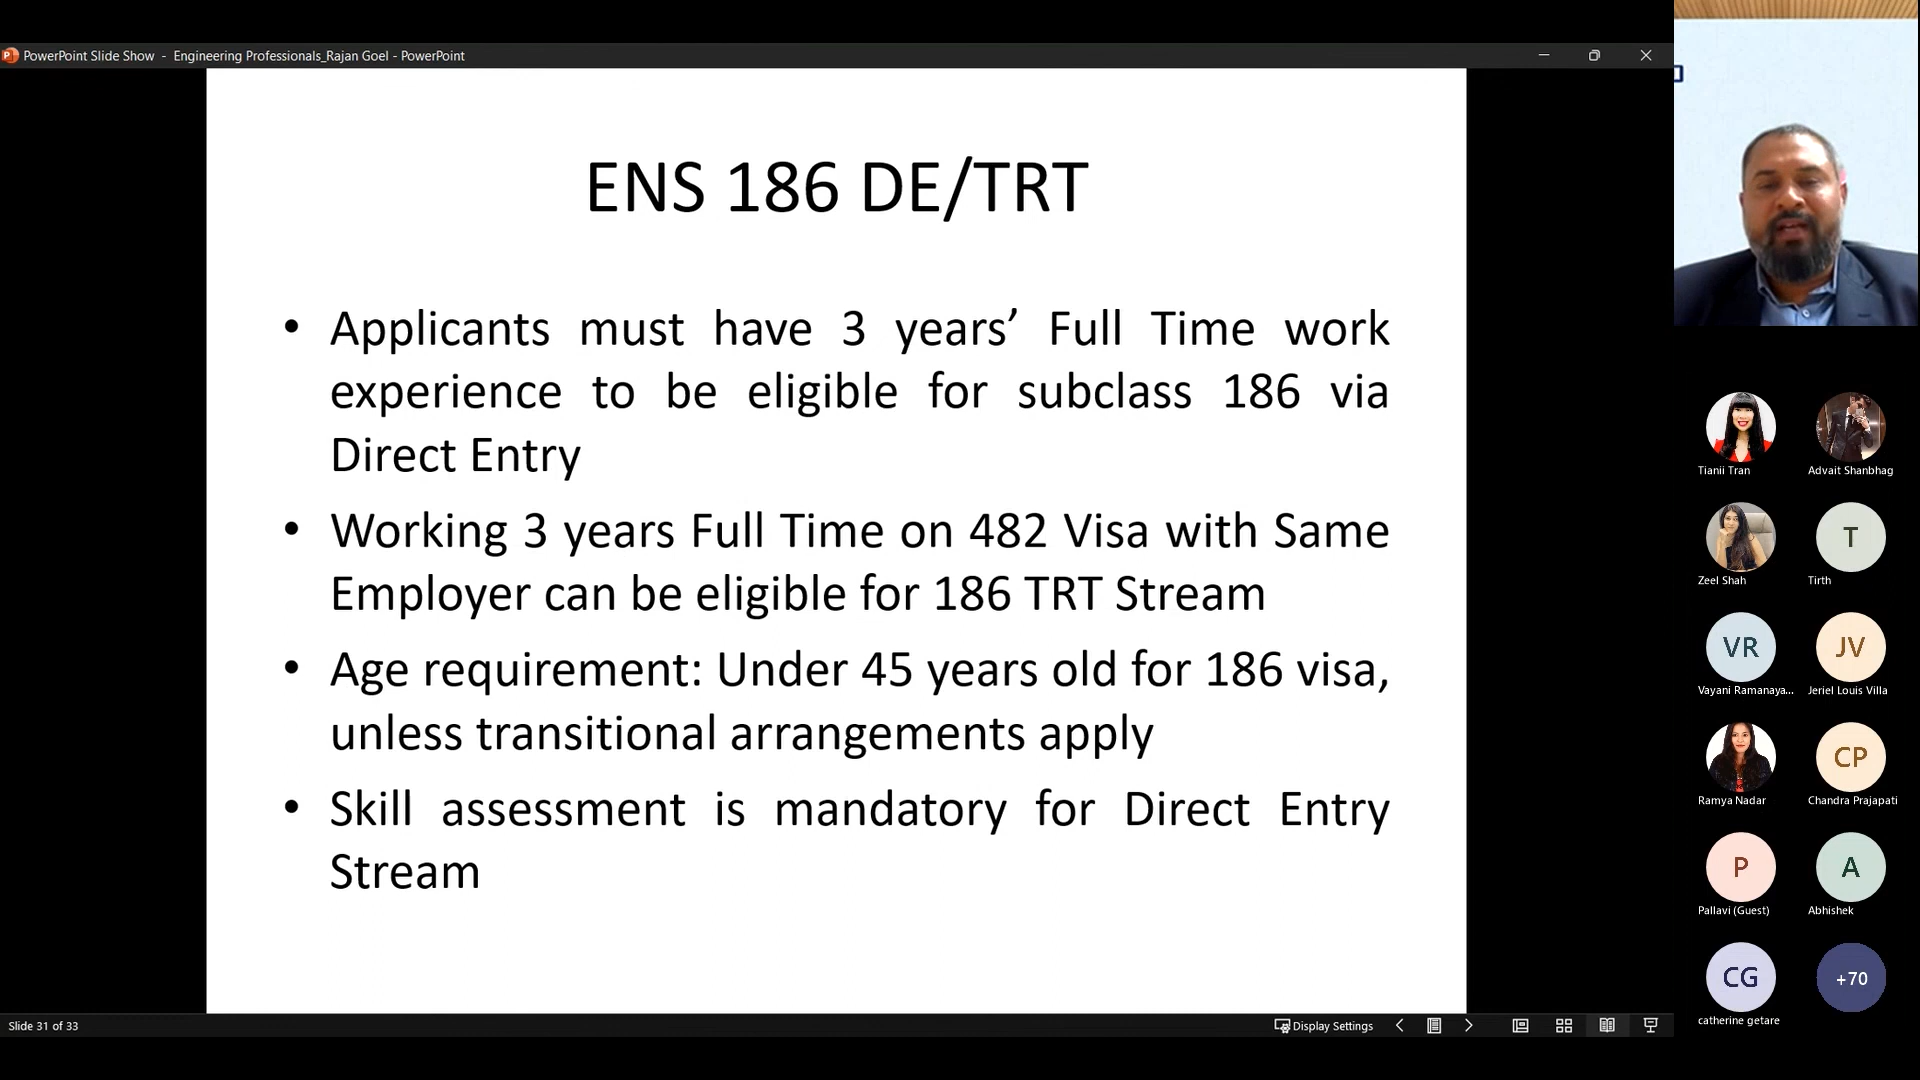 PowerPoint Slide Show - Engineering Professionals_Rajan Goel - PowerPoint
ENS 186 DE/TRT
• Applicants must have 3 years’ Full Time work
experience to be eligible for subclass 186 via
Direct Entry
• Working 3 years Full Time on 482 Visa with Same
Employer can be eligible for 186 TRT Stream
• Age requirement: Under 45 years old for 186 visa,
unless transitional arrangements apply
• Skill assessment is mandatory for Direct Entry
Stream
Slide 31 of 33
Display Settings
Tianii Tran
Advait Shanbhag
Zeel Shah
T
Tirth
VR
Vayani Ramanaya...
JV
Jeriel Louis Villa
Ramya Nadar
CP
Chandra Prajapati
P
Pallavi (Guest)
A
Abhishek
CG
catherine getare
+70